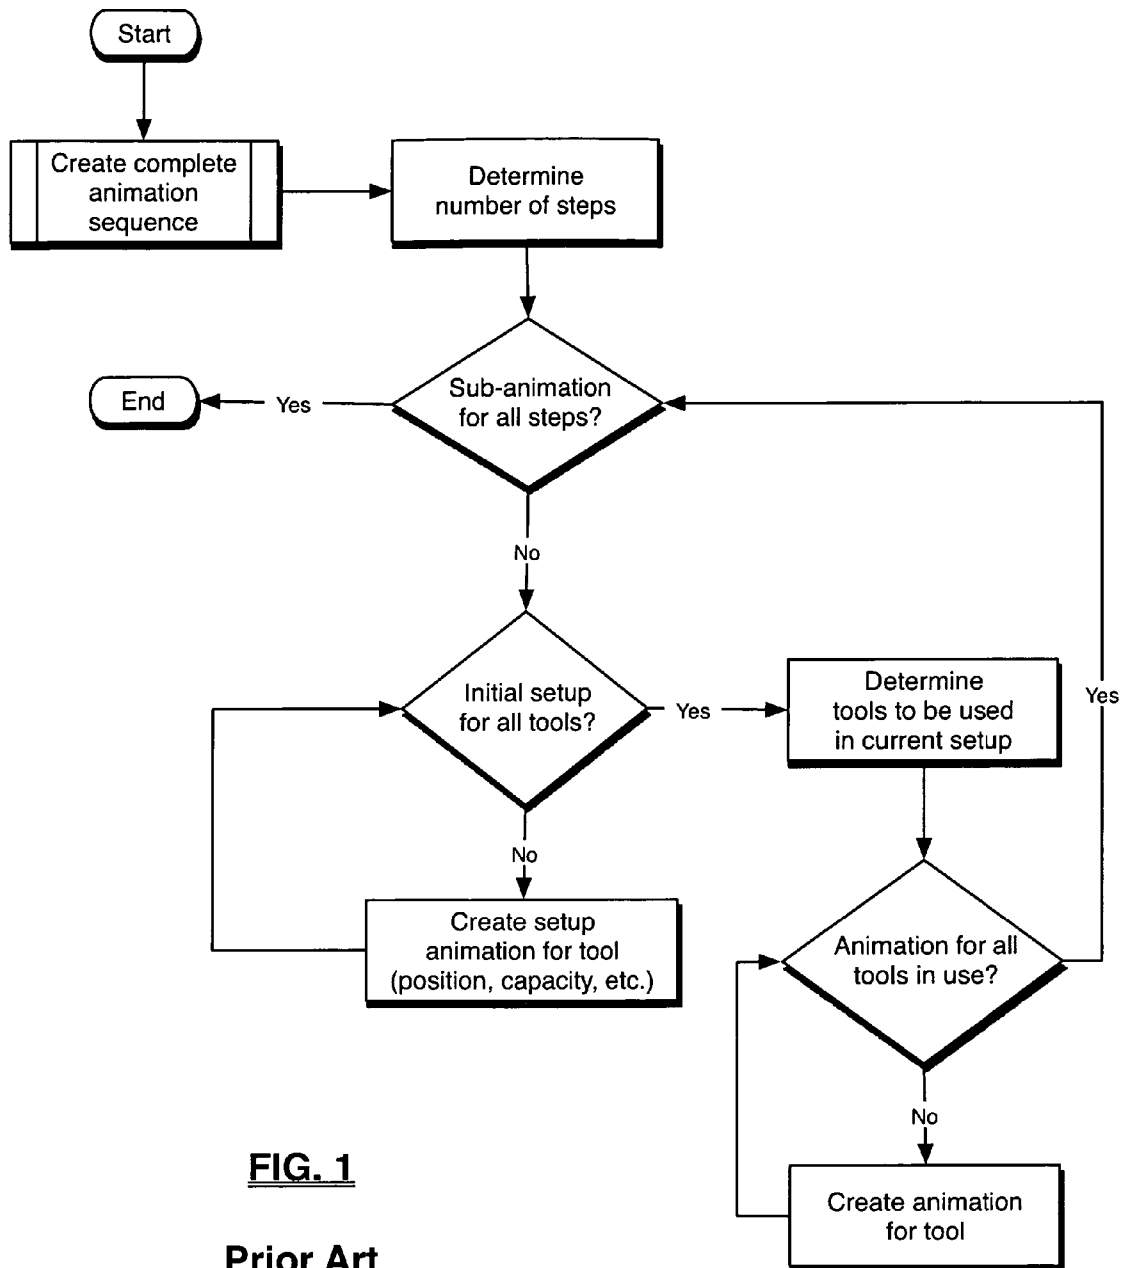 Start
Create complete
animation
sequence
Determine
number of steps
Sub-animation
for all steps?
Yes
End
No
Initial setup
for all tools?
Yes
Determine
tools to be used
in current setup
Yes
No
Create setup
animation for tool
(position, capacity, etc.)
Animation for all
tools in use?
No
Create animation
for tool
FIG. 1
Prior Art